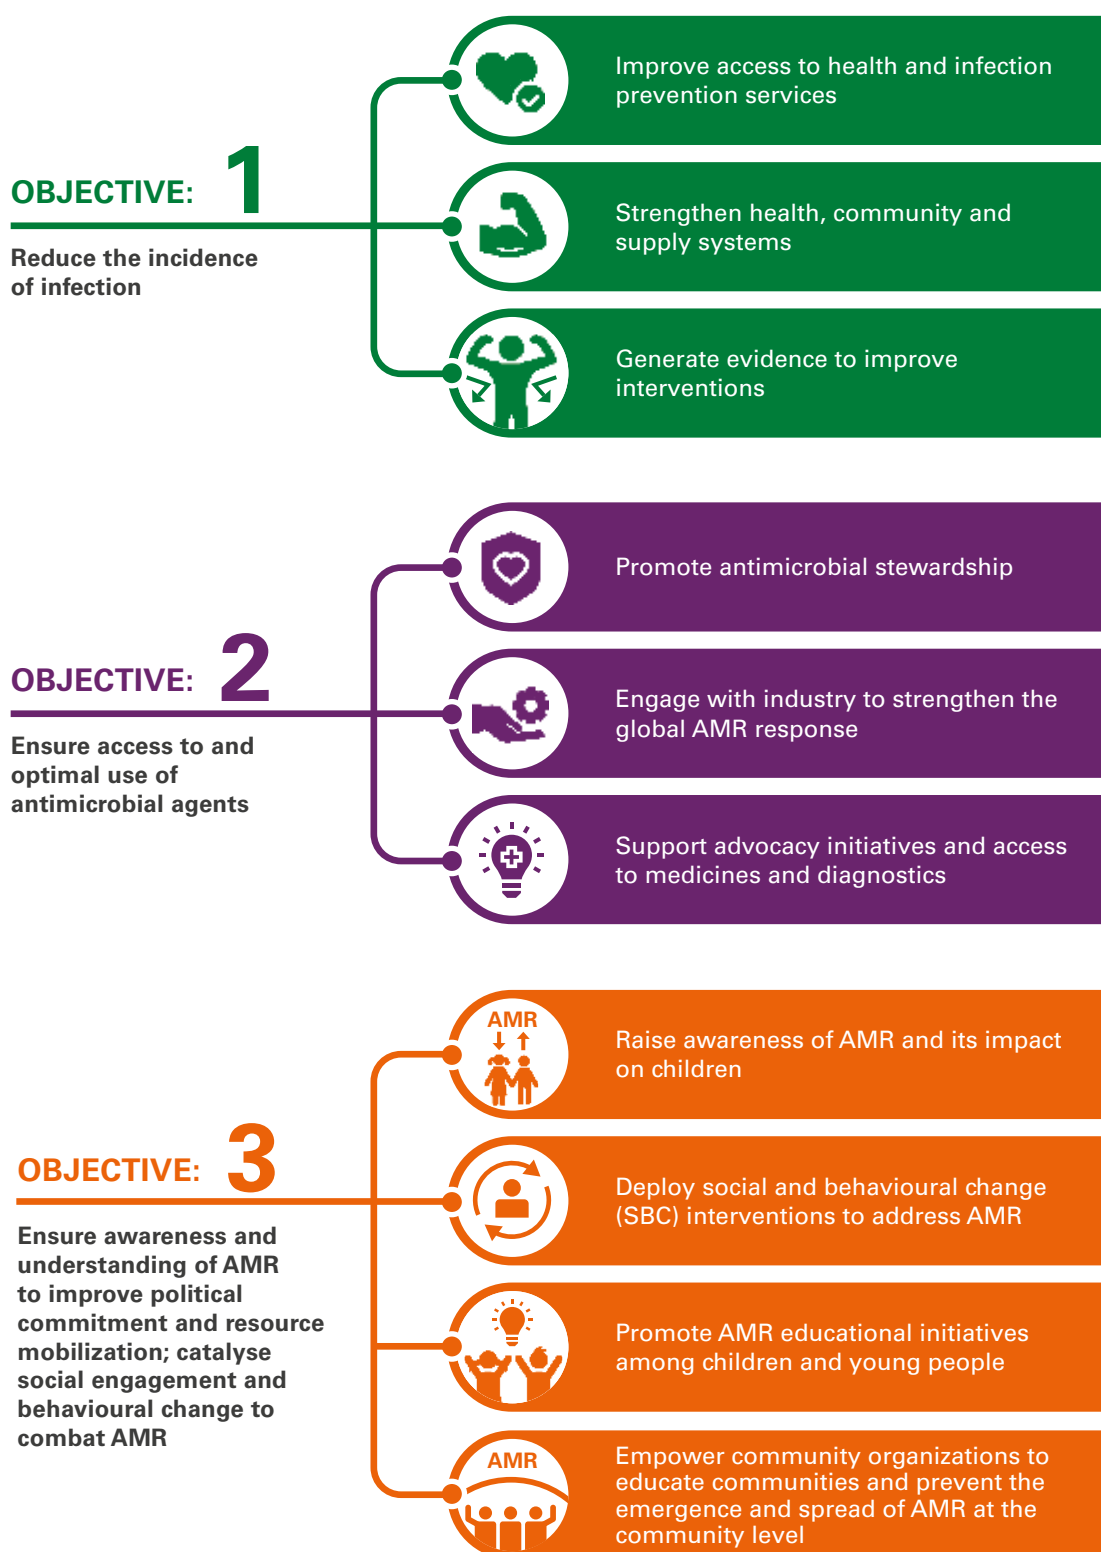 OBJECTIVE: 1
Reduce the incidence
of infection
Improve access to health and infection
prevention services
Strengthen health, community and
supply systems
Generate evidence to improve
interventions
OBJECTIVE: 2
Ensure access to and
optimal use of
antimicrobial agents
Promote antimicrobial stewardship
Engage with industry to strengthen the
global AMR response
Support advocacy initiatives and access
to medicines and diagnostics
OBJECTIVE: 3
Ensure awareness and
understanding of AMR
to improve political
commitment and resource
mobilization; catalyse
social engagement and
behavioural change to
combat AMR
AMR
Raise awareness of AMR and its impact
on children
Deploy social and behavioural change
(SBC) interventions to address AMR
Promote AMR educational initiatives
among children and young people
AMR
Empower community organizations to
educate communities and prevent the
emergence and spread of AMR at the
community level